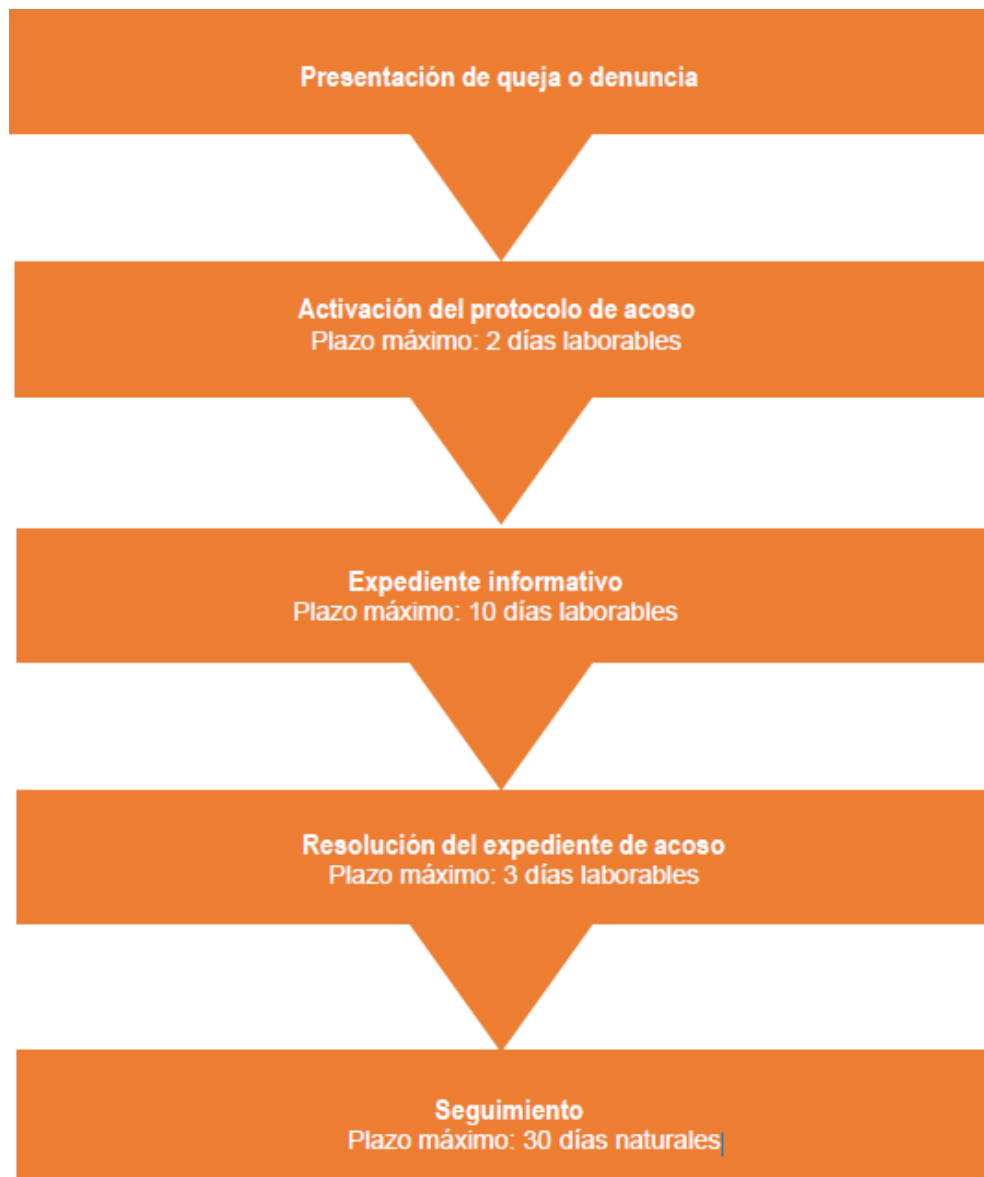 Presentación de queja o denuncia
Activación del protocolo de acoso
Plazo máximo: 2 días laborables
Expediente informativo
Plazo máximo: 10 días laborables
Resolución del expediente de acoso
Plazo máximo: 3 días laborables
Seguimiento
Plazo máximo: 30 días naturales